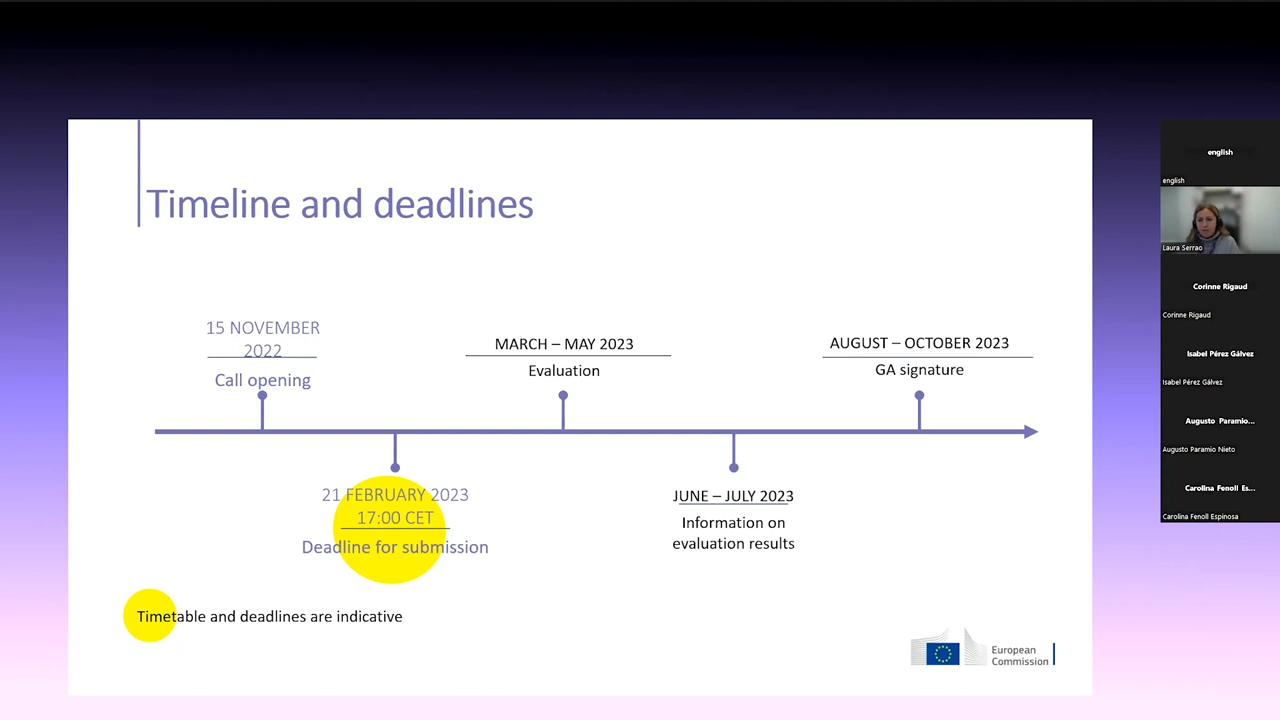 Timeline and deadlines
15 NOVEMBER
2022
Call opening
MARCH – MAY 2023
Evaluation
AUGUST – OCTOBER 2023
GA signature
21 FEBRUARY 2023
17:00 CET
Deadline for submission
JUNE – JULY 2023
Information on
evaluation results
Timetable and deadlines are indicative
European
Commission
english
english
Laura Serrao
Corinne Rigaud
Corinne Rigaud
Isabel Pérez Gálvez
Isabel Pérez Gálvez
Augusto Paramio...
Augusto Paramio Nieto
Carolina Fenoll Es...
Carolina Fenoll Espinosa